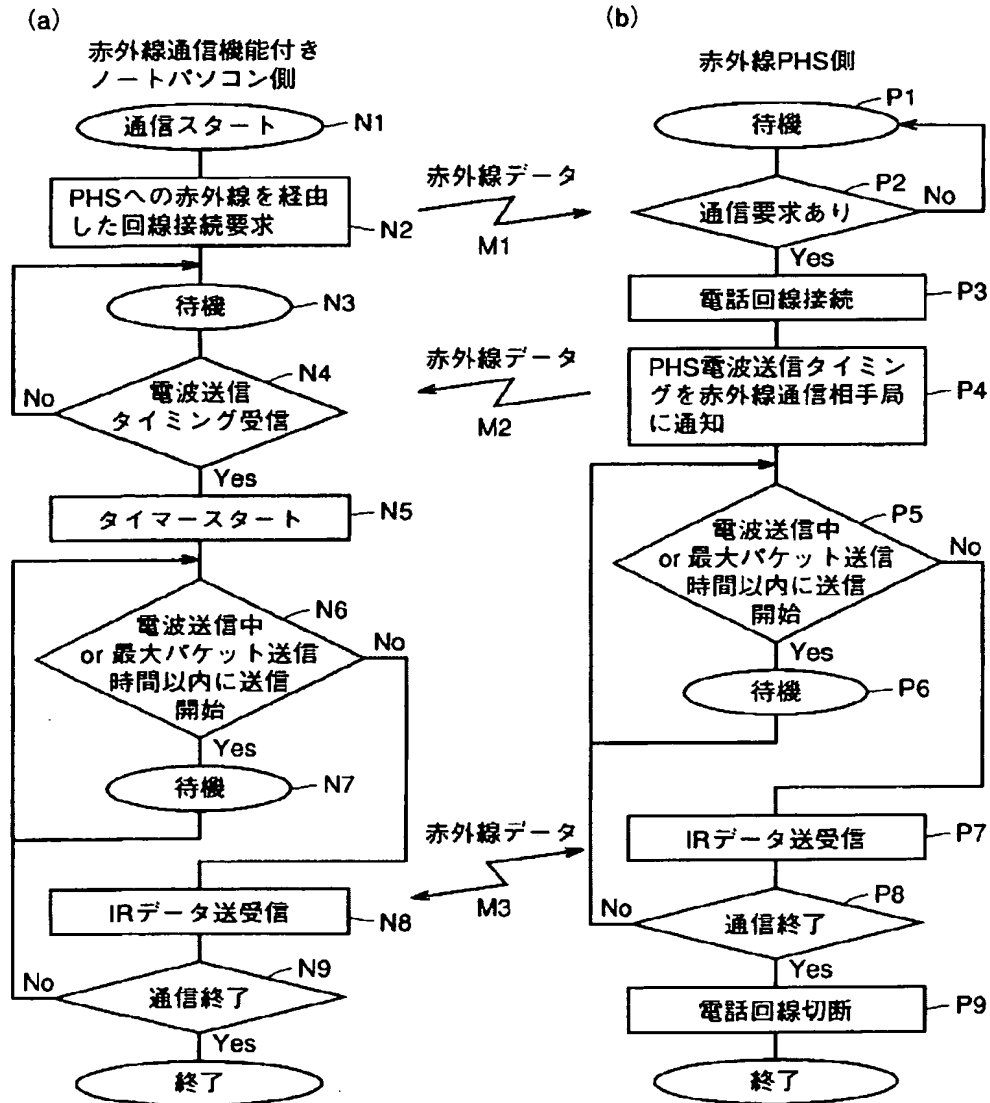 (a)
赤外線通信機能付き
ノートパソコン側
通信スタート
N1
PHSへの赤外線を経由
した回線接続要求
N2
待機
N3
電波送信
タイミング受信
N4
No
Yes
タイマースタート
N5
電波送信中
or 最大パケット送信
時間以内に送信
開始
N6
No
Yes
待機
N7
IRデータ送受信
N8
通信終了
N9
No
Yes
終了
赤外線データ
M1
赤外線データ
M2
赤外線データ
M3
(b)
赤外線PHS側
待機
P1
通信要求あり
P2
No
Yes
電話回線接続
P3
PHS電波送信タイミン
グを赤外線通信相手局
に通知
P4
電波送信中
or 最大パケット送信
時間以内に送信
開始
P5
No
Yes
待機
P6
IRデータ送受信
P7
通信終了
P8
No
Yes
電話回線切断
P9
終了